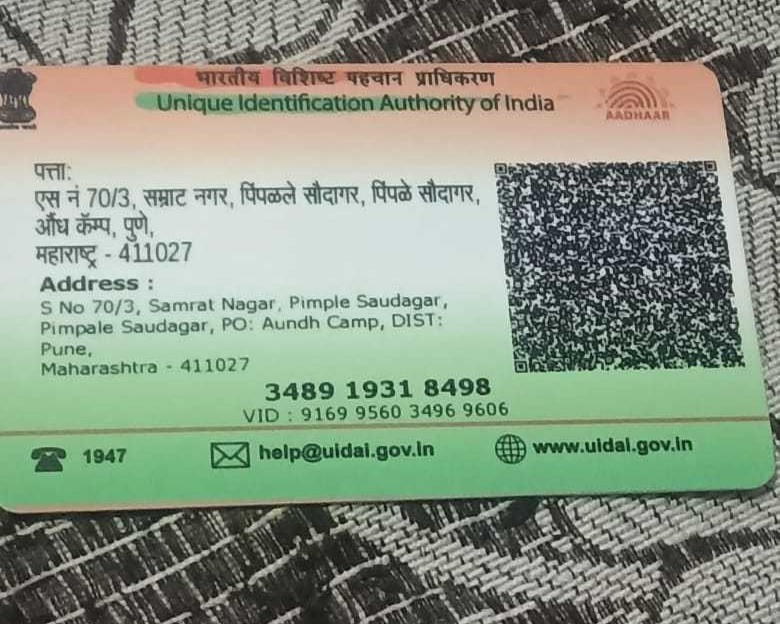 भारतीय विशिष्ट पहचान प्राधिकरण
Unique Identification Authority of India
AADHAAR
पत्ता:
एस नं 70/3, सम्राट नगर, पिंपळले सौदागर, पिंपळे सौदागर,
औंध कॅम्प, पुणे,
महाराष्ट्र - 411027
Address :
S No 70/3, Samrat Nagar, Pimple Saudagar,
Pimpale Saudagar, PO: Aundh Camp, DIST:
Pune,
Maharashtra - 411027
3489 1931 8498
VID : 9169 9560 3496 9606
1947 help@uidai.gov.in www.uidai.gov.in